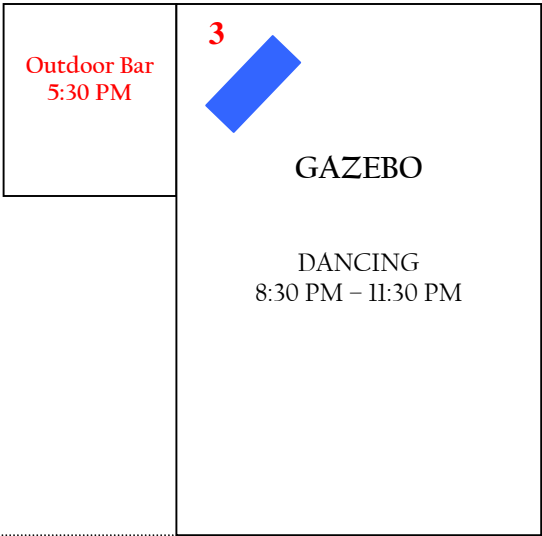 3
Outdoor Bar
5:30 PM
GAZEBO
DANCING
8:30 PM – 11:30 PM